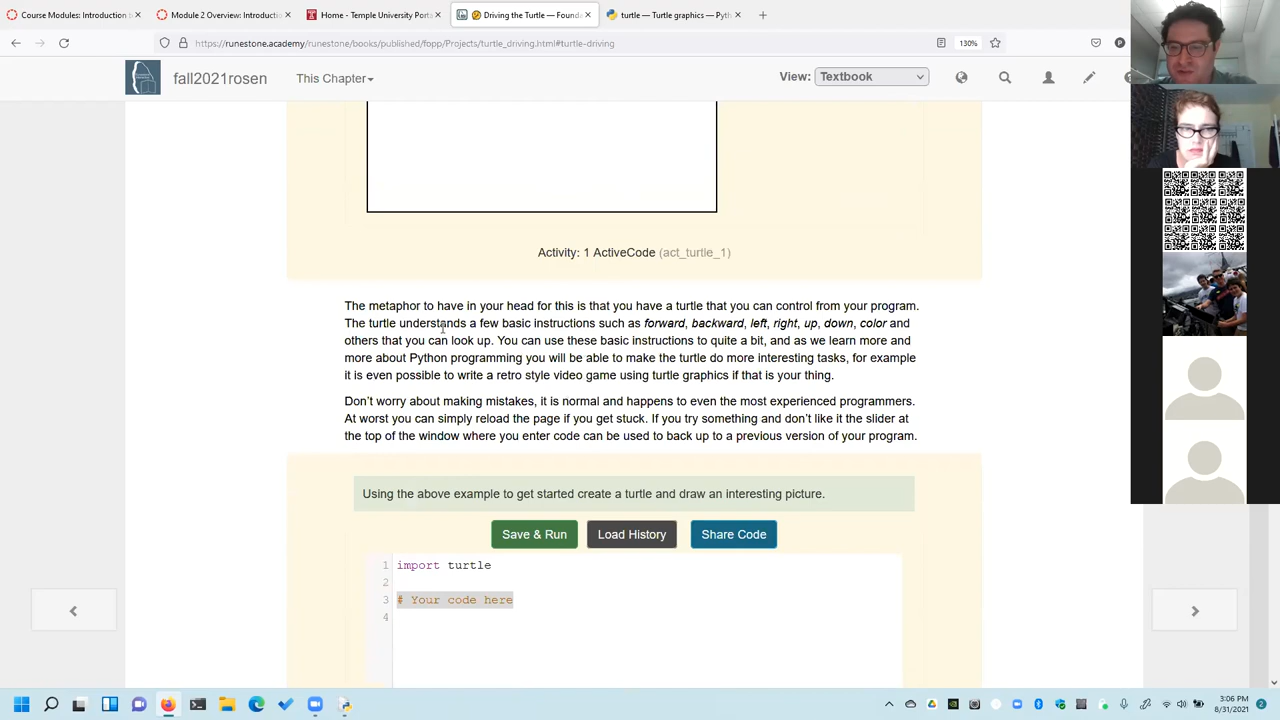 Course Modules: Introduction t
Module 2 Overview: Introductio
Home - Temple University Porta
Driving the Turtle — Founda
turtle — Turtle graphics — Pyth
https://runestone.academy/runestone/books/published/fopp/Projects/turtle_driving.html#turtle-driving
130%
fall2021rosen
This Chapter
View:
Textbook
Activity: 1 ActiveCode (act_turtle_1)
The metaphor to have in your head for this is that you have a turtle that you can control from your program.
The turtle understands a few basic instructions such as forward, backward, left, right, up, down, color and
others that you can look up. You can use these basic instructions to quite a bit, and as we learn more and
more about Python programming you will be able to make the turtle do more interesting tasks, for example
it is even possible to write a retro style video game using turtle graphics if that is your thing.
Don't worry about making mistakes, it is normal and happens to even the most experienced programmers.
At worst you can simply reload the page if you get stuck. If you try something and don't like it the slider at
the top of the window where you enter code can be used to back up to a previous version of your program.
Using the above example to get started create a turtle and draw an interesting picture.
Save & Run
Load History
Share Code
1 import turtle
2
3 # Your code here
4
3:06 PM
8/31/2021